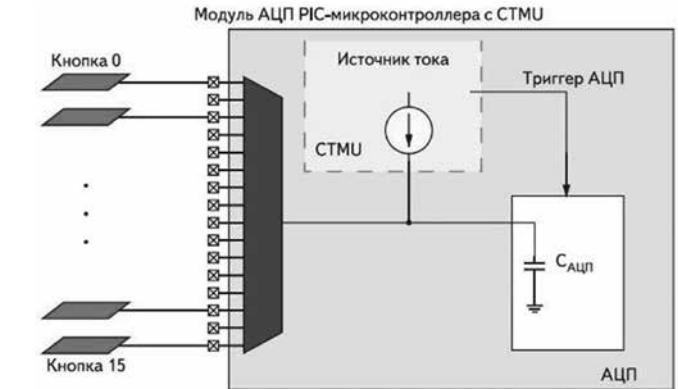 Модуль АЦП PIC-микроконтроллера с CTMU
Кнопка 0
Источник тока
Триггер АЦП
CTMU
CАЦП
Кнопка 15
АЦП